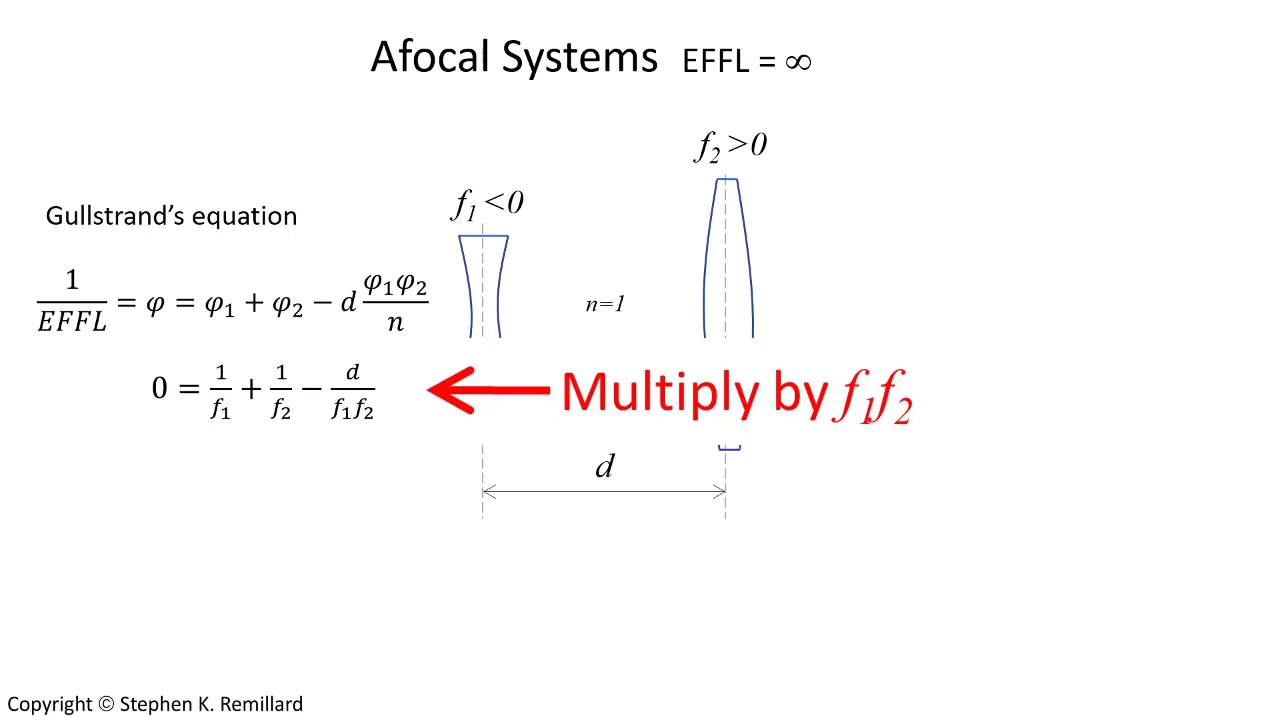 Afocal Systems EFFL = ∞
f₂ >0
f₁ <0
Gullstrand’s equation
1/EFFL = φ = φ₁ + φ₂ − d φ₁φ₂/n
n=1
0 = 1/f₁ + 1/f₂ − d/f₁f₂
Multiply by f₁f₂
d
Copyright © Stephen K. Remillard